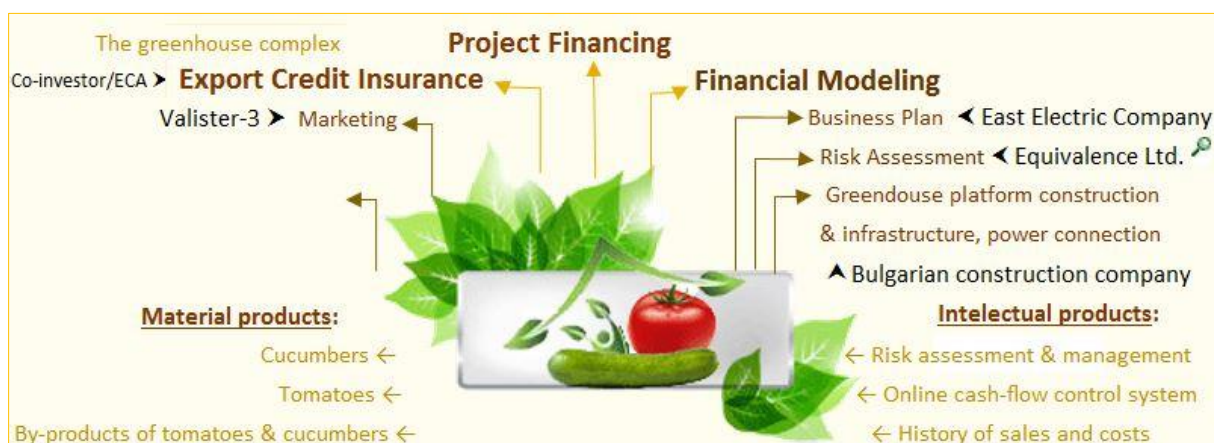 The greenhouse complex
Project Financing
Co-investor/ECA ➤ Export Credit Insurance
Financial Modeling
Valister-3 ➤ Marketing
Business Plan ⮜ East Electric Company
Risk Assessment ⮜ Equivalence Ltd.
Greendouse platform construction
& infrastructure, power connection
⮝ Bulgarian construction company
Material products:
Cucumbers ←
Tomatoes ←
By-products of tomatoes & cucumbers ←
Intelectual products:
← Risk assessment & management
← Online cash-flow control system
← History of sales and costs